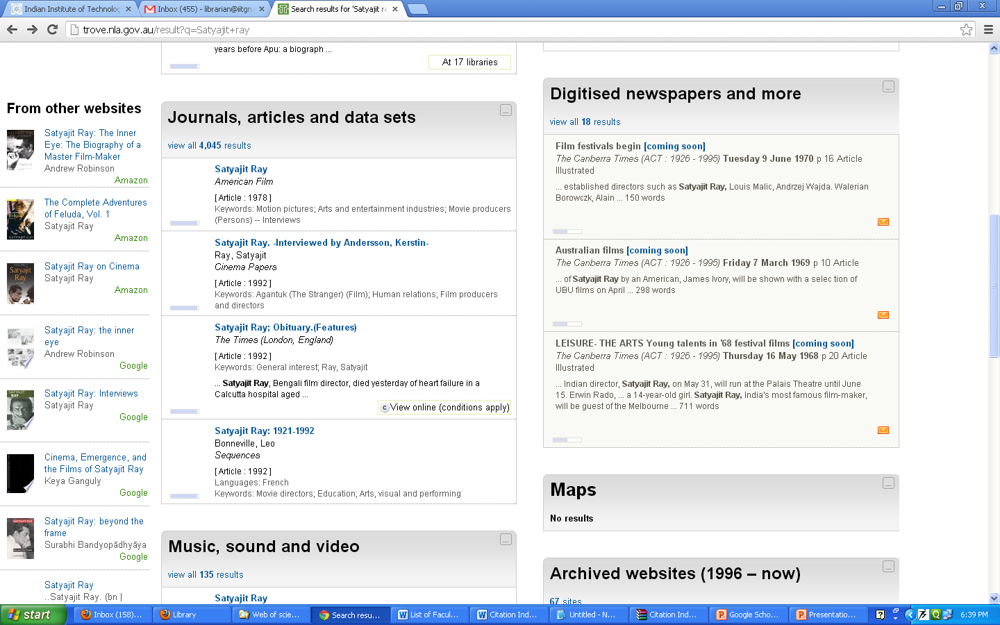 Indian Institute of Technolog
Inbox (455) - librarian@iitgn
Search results for 'Satyajit ra
trove.nla.gov.au/result?q=Satyajit+ray
From other websites
Satyajit Ray: The Inner
Eye: The Biography of a
Master Film-Maker
Andrew Robinson
Amazon
The Complete Adventures
of Feluda, Vol. 1
Satyajit Ray
Amazon
Satyajit Ray on Cinema
Satyajit Ray
Amazon
Satyajit Ray: the inner
eye
Andrew Robinson
Google
Satyajit Ray: Interviews
Satyajit Ray
Google
Cinema, Emergence, and
the Films of Satyajit Ray
Keya Ganguly
Google
Satyajit Ray: beyond the
frame
Surabhi Bandyopādhyāẏa
Google
Satyajit Ray
..Satyajit Ray. (bn |
years before Apu: a biograph ...
At 17 libraries
Journals, articles and data sets
view all 4,045 results
Satyajit Ray
American Film
[ Article : 1978 ]
Keywords: Motion pictures; Arts and entertainment industries; Movie producers
(Persons) -- Interviews
Satyajit Ray. -Interviewed by Andersson, Kerstin-
Ray, Satyajit
Cinema Papers
[ Article : 1992 ]
Keywords: Agantuk (The Stranger) (Film); Human relations; Film producers
and directors
Satyajit Ray; Obituary.(Features)
The Times (London, England)
[ Article : 1992 ]
Keywords: General interest; Ray, Satyajit
... Satyajit Ray, Bengali film director, died yesterday of heart failure in a
Calcutta hospital aged ...
View online (conditions apply)
Satyajit Ray: 1921-1992
Bonneville, Leo
Sequences
[ Article : 1992 ]
Languages: French
Keywords: Movie directors; Education; Arts, visual and performing
Music, sound and video
view all 135 results
Satyajit Ray
Digitised newspapers and more
view all 18 results
Film festivals begin [coming soon]
The Canberra Times (ACT : 1926 - 1995) Tuesday 9 June 1970 p 16 Article
Illustrated
... established directors such as Satyajit Ray, Louis Malic, Andrzej Wajda. Walerian
Borowczk, Alain ... 150 words
Australian films [coming soon]
The Canberra Times (ACT : 1926 - 1995) Friday 7 March 1969 p 10 Article
... of Satyajit Ray by an American, James Ivory, will be shown with a selec tion of
UBU films on April ... 298 words
LEISURE- THE ARTS Young talents in '68 festival films [coming soon]
The Canberra Times (ACT : 1926 - 1995) Thursday 16 May 1968 p 20 Article
Illustrated
... Indian director, Satyajit Ray, on May 31, will run at the Palais Theatre until June
15. Erwin Rado, ... a 14-year-old girl. Satyajit Ray, India's most famous film-maker,
will be guest of the Melbourne ... 711 words
Maps
No results
Archived websites (1996 – now)
67 sites
start
Inbox (158)...
Library
Web of scie...
Search resu...
List of Facul...
Citation Ind...
Untitled - N...
Citation Ind...
Google Scho...
Presentatio...
6:39 PM